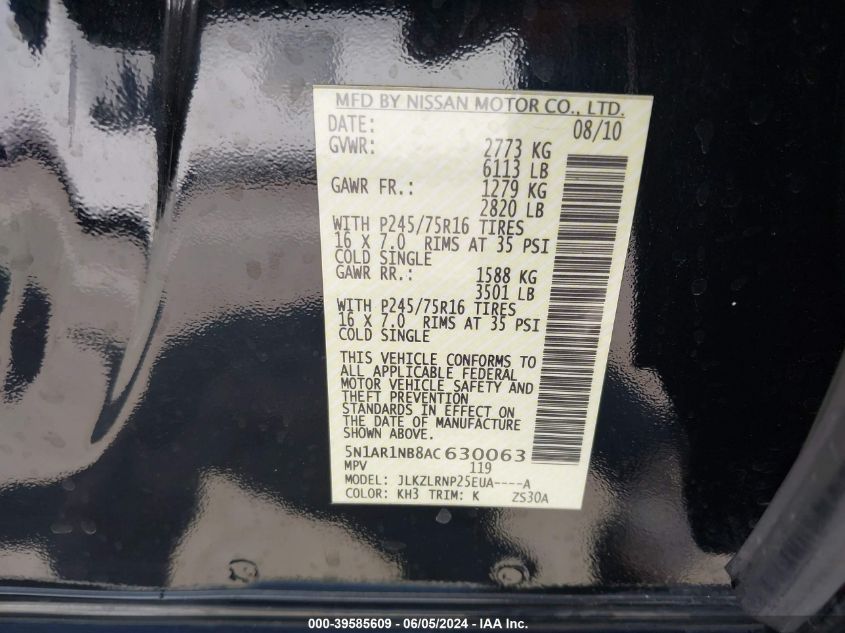 MFD BY NISSAN MOTOR CO., LTD.
DATE: 08/10
GVWR: 2773 KG
6113 LB
GAWR FR.: 1279 KG
2820 LB
WITH P245/75R16 TIRES
16 X 7.0 RIMS AT 35 PSI
COLD SINGLE
GAWR RR.: 1588 KG
3501 LB
WITH P245/75R16 TIRES
16 X 7.0 RIMS AT 35 PSI
COLD SINGLE
THIS VEHICLE CONFORMS TO
ALL APPLICABLE FEDERAL
MOTOR VEHICLE SAFETY AND
THEFT PREVENTION
STANDARDS IN EFFECT ON
THE DATE OF MANUFACTURE
SHOWN ABOVE.
5N1AR1NB8AC 630063
MPV 119
MODEL: JLKZLRNP25EUA----A
COLOR: KH3 TRIM: K ZS30A
000-39585609 - 06/05/2024 - IAA Inc.